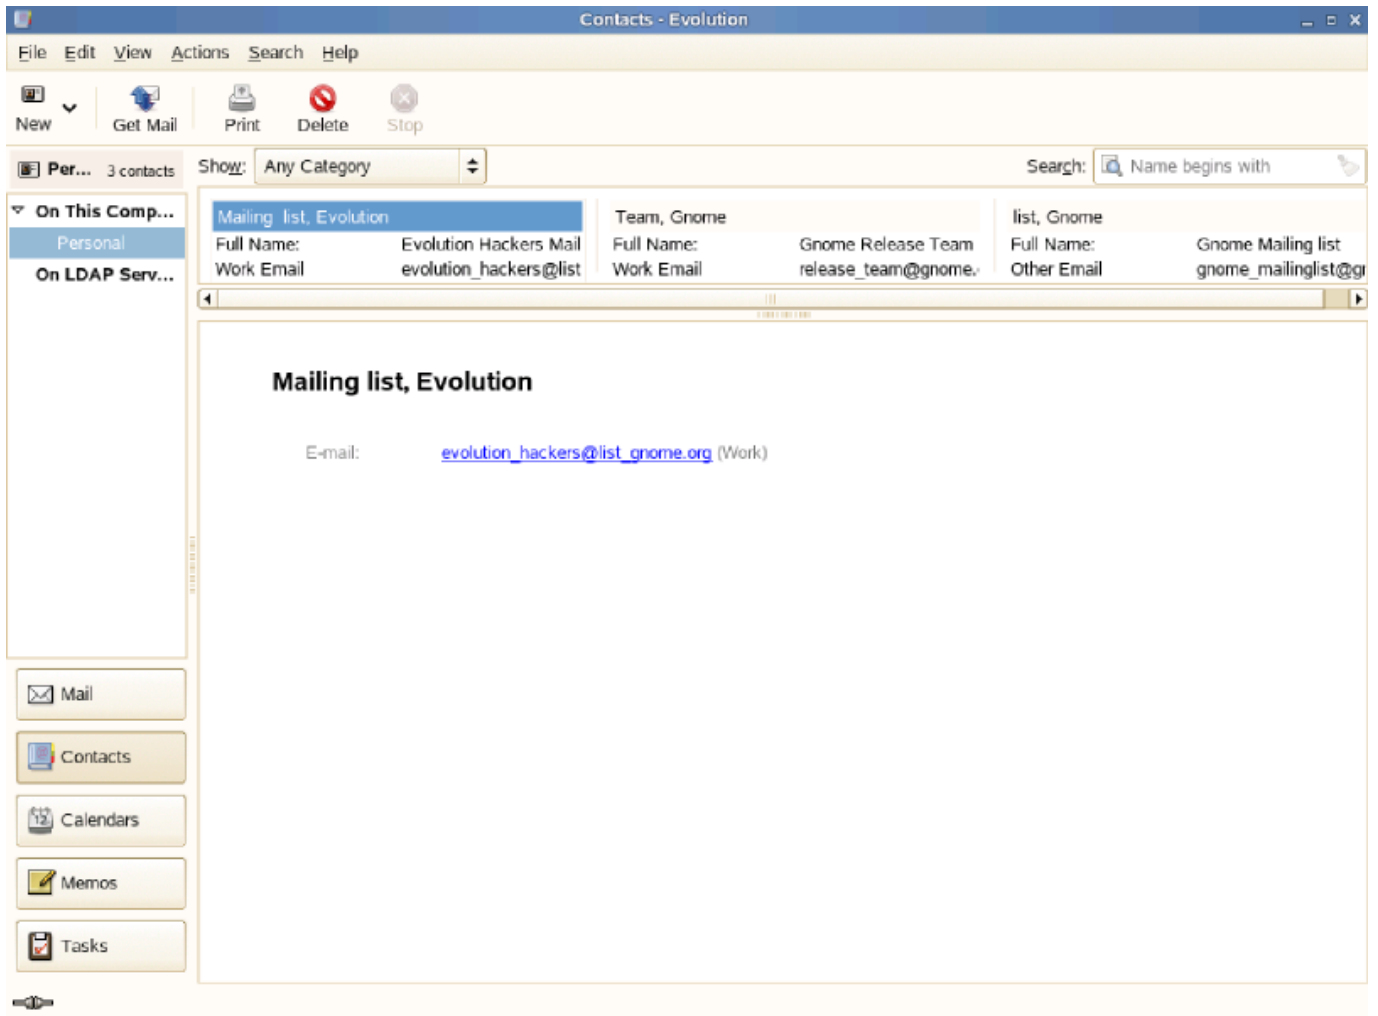 Contacts - Evolution
File Edit View Actions Search Help
New Get Mail Print Delete Stop
Per... 3 contacts Show: Any Category Search: Name begins with
On This Comp...
Personal
On LDAP Serv...
Mailing list, Evolution Team, Gnome list, Gnome
Full Name: Evolution Hackers Mail Full Name: Gnome Release Team Full Name: Gnome Mailing list
Work Email evolution_hackers@list Work Email release_team@gnome. Other Email gnome_mailinglist@gr
Mailing list, Evolution
E-mail: evolution_hackers@list_gnome.org (Work)
Mail
Contacts
12 Calendars
Memos
Tasks